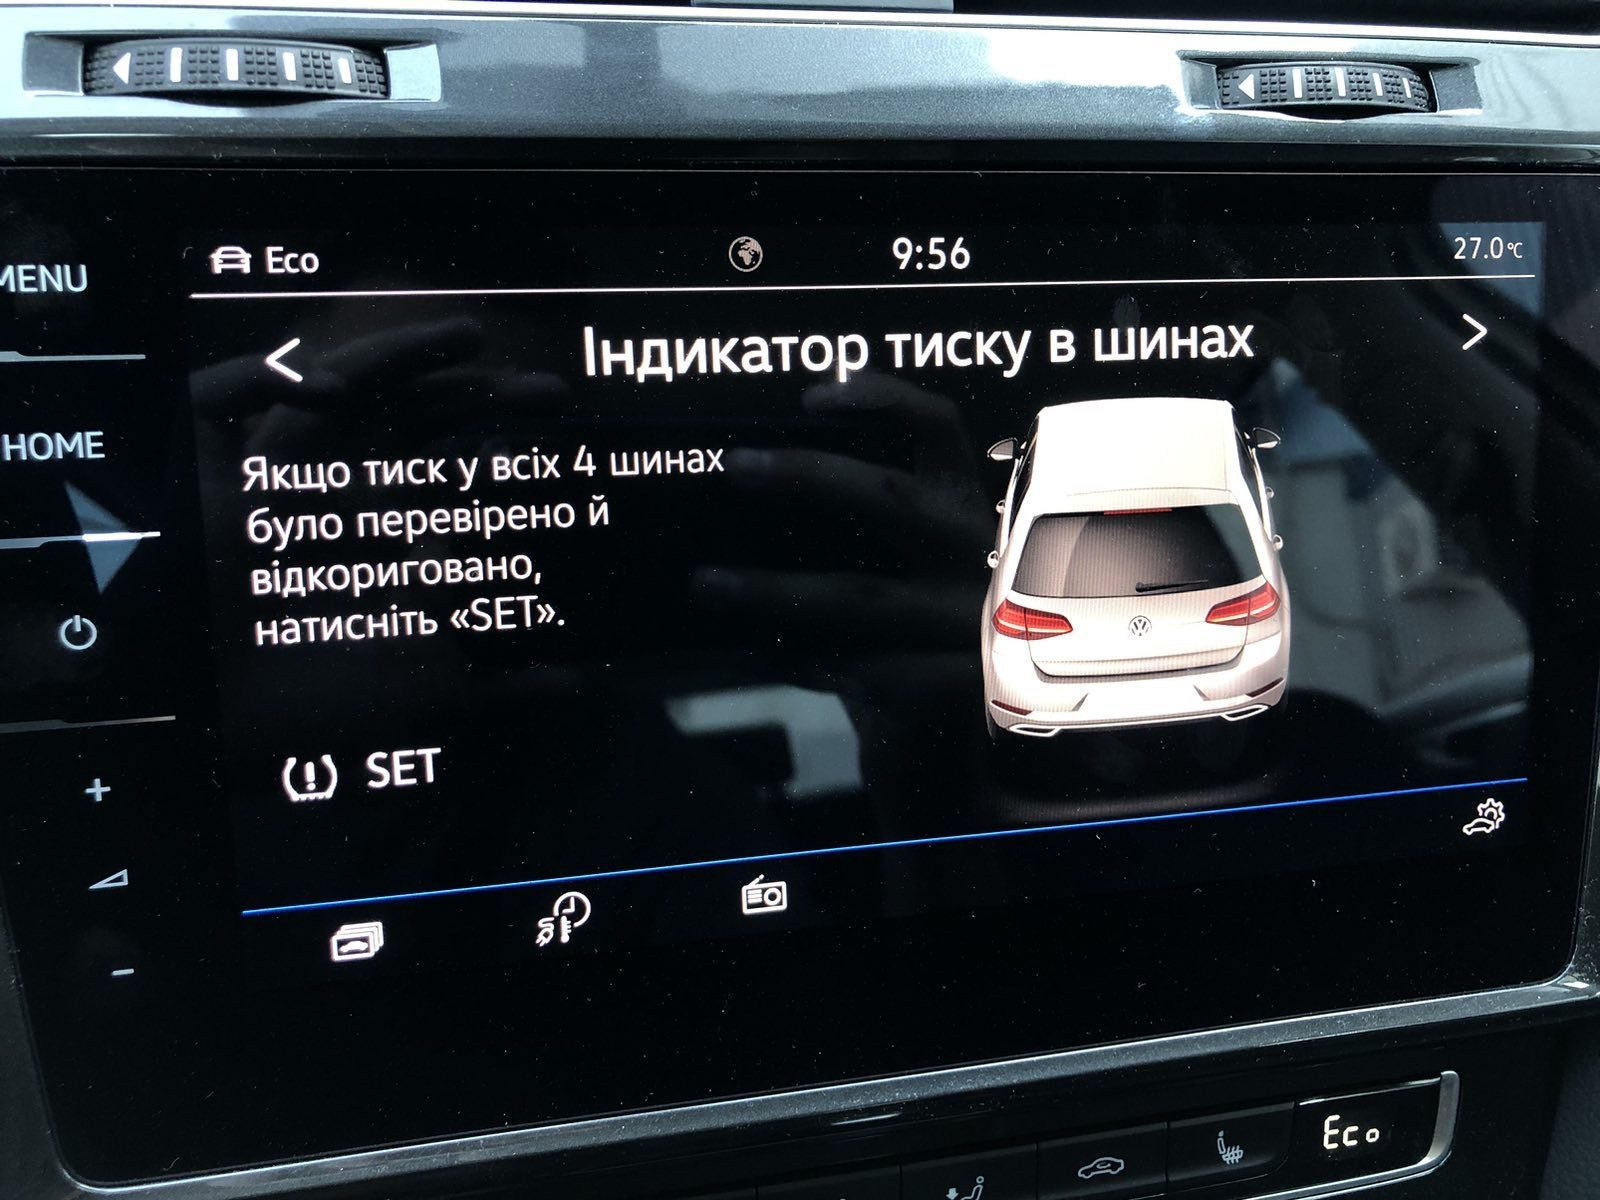 MENU
Eco
9:56
27.0°C
Індикатор тиску в шинах
HOME
Якщо тиск у всіх 4 шинах
було перевірено й
відкориговано,
натисніть «SET».
SET
Eco